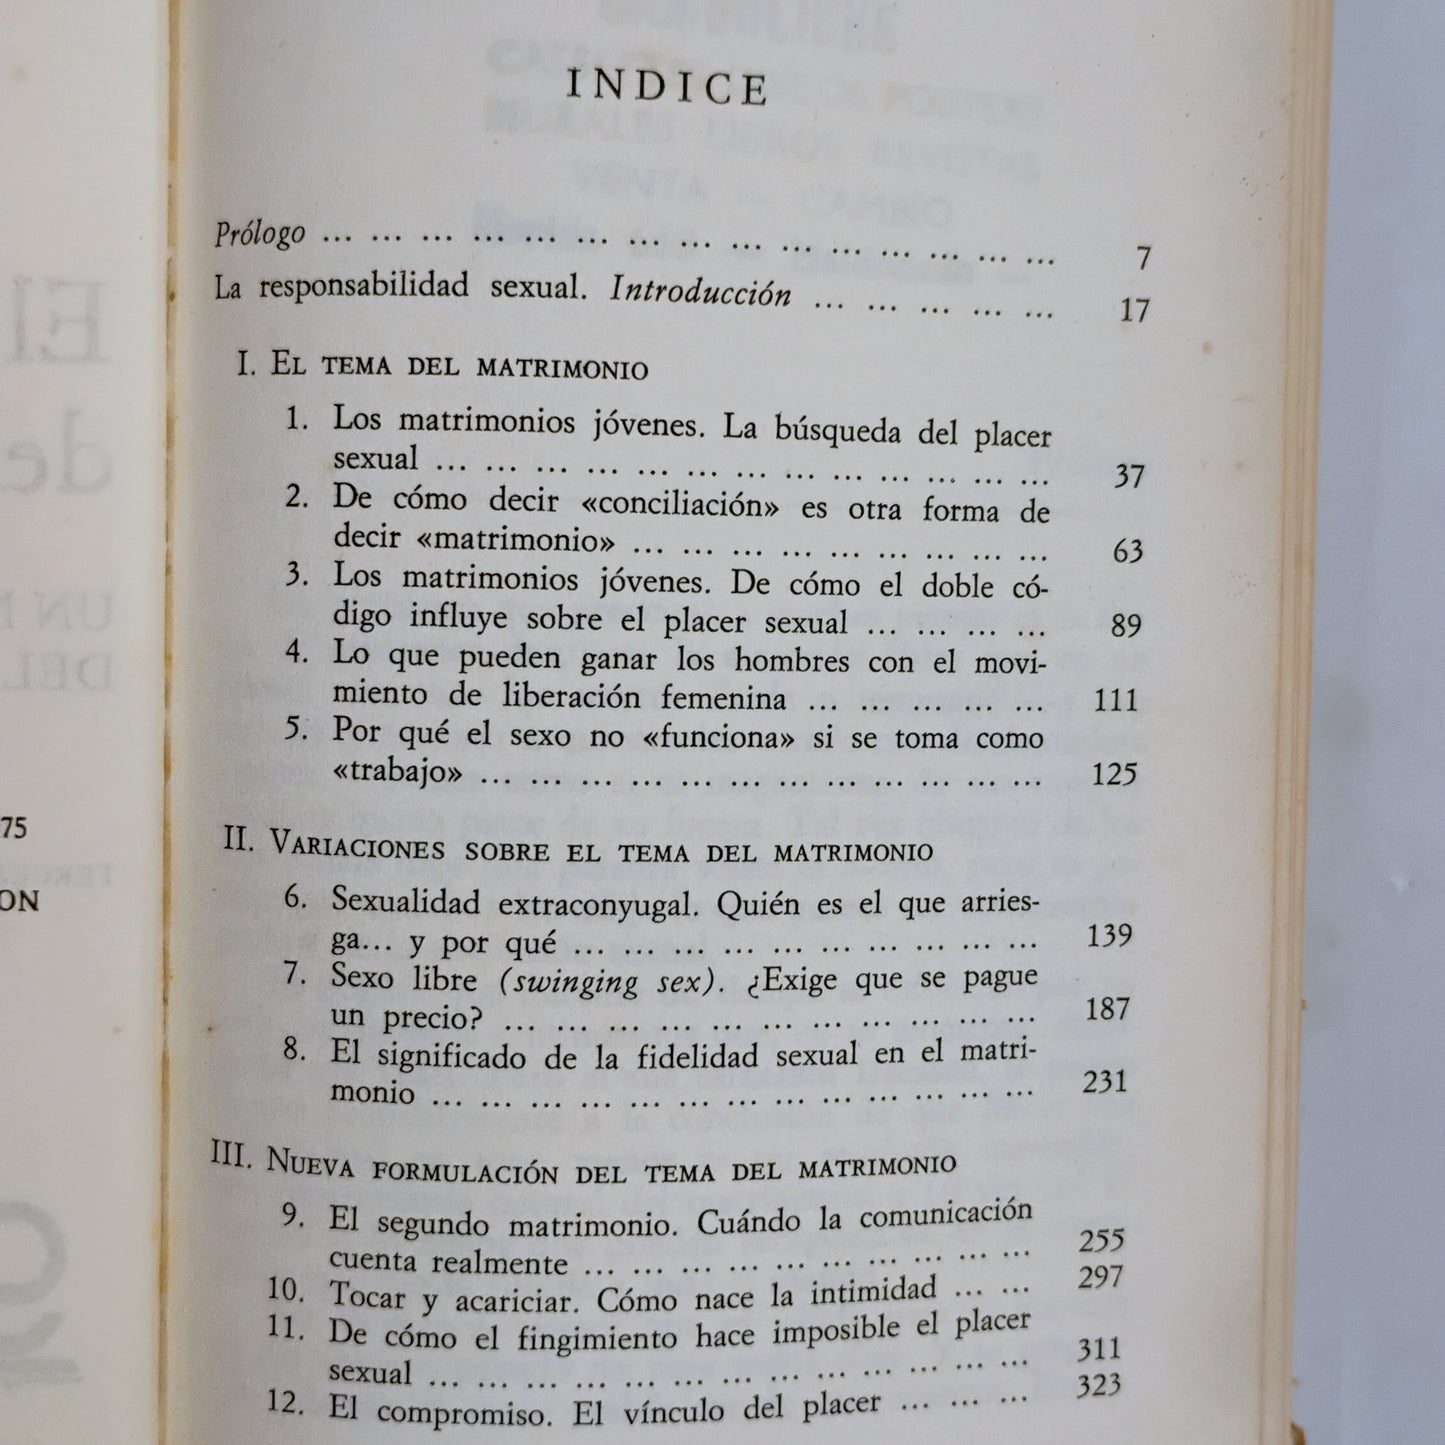 75
ON
INDICE
Prólogo ... ... ... ... ... ... ... ... ... ... ... ... ... ... ... 7
La responsabilidad sexual. Introducción ... ... ... ... ... 17
I. EL TEMA DEL MATRIMONIO
1. Los matrimonios jóvenes. La búsqueda del placer
sexual ... ... ... ... ... ... ... ... ... ... ... ... ... 37
2. De cómo decir «conciliación» es otra forma de
decir «matrimonio» ... ... ... ... ... ... ... ... ... 63
3. Los matrimonios jóvenes. De cómo el doble có-
digo influye sobre el placer sexual ... ... ... ... 89
4. Lo que pueden ganar los hombres con el movi-
miento de liberación femenina ... ... ... ... ... 111
5. Por qué el sexo no «funciona» si se toma como
«trabajo» ... ... ... ... ... ... ... ... ... ... ... ... 125
II. VARIACIONES SOBRE EL TEMA DEL MATRIMONIO
6. Sexualidad extraconyugal. Quién es el que arries-
ga... y por qué ... ... ... ... ... ... ... ... ... ... 139
7. Sexo libre (swinging sex). ¿Exige que se pague
un precio? ... ... ... ... ... ... ... ... ... ... ... 187
8. El significado de la fidelidad sexual en el matri-
monio ... ... ... ... ... ... ... ... ... ... ... ... ... 231
III. NUEVA FORMULACIÓN DEL TEMA DEL MATRIMONIO
9. El segundo matrimonio. Cuándo la comunicación
cuenta realmente ... ... ... ... ... ... ... ... ... ... 255
10. Tocar y acariciar. Cómo nace la intimidad ... ... 297
11. De cómo el fingimiento hace imposible el placer
sexual ... ... ... ... ... ... ... ... ... ... ... ... ... 311
12. El compromiso. El vínculo del placer ... ... ... 323